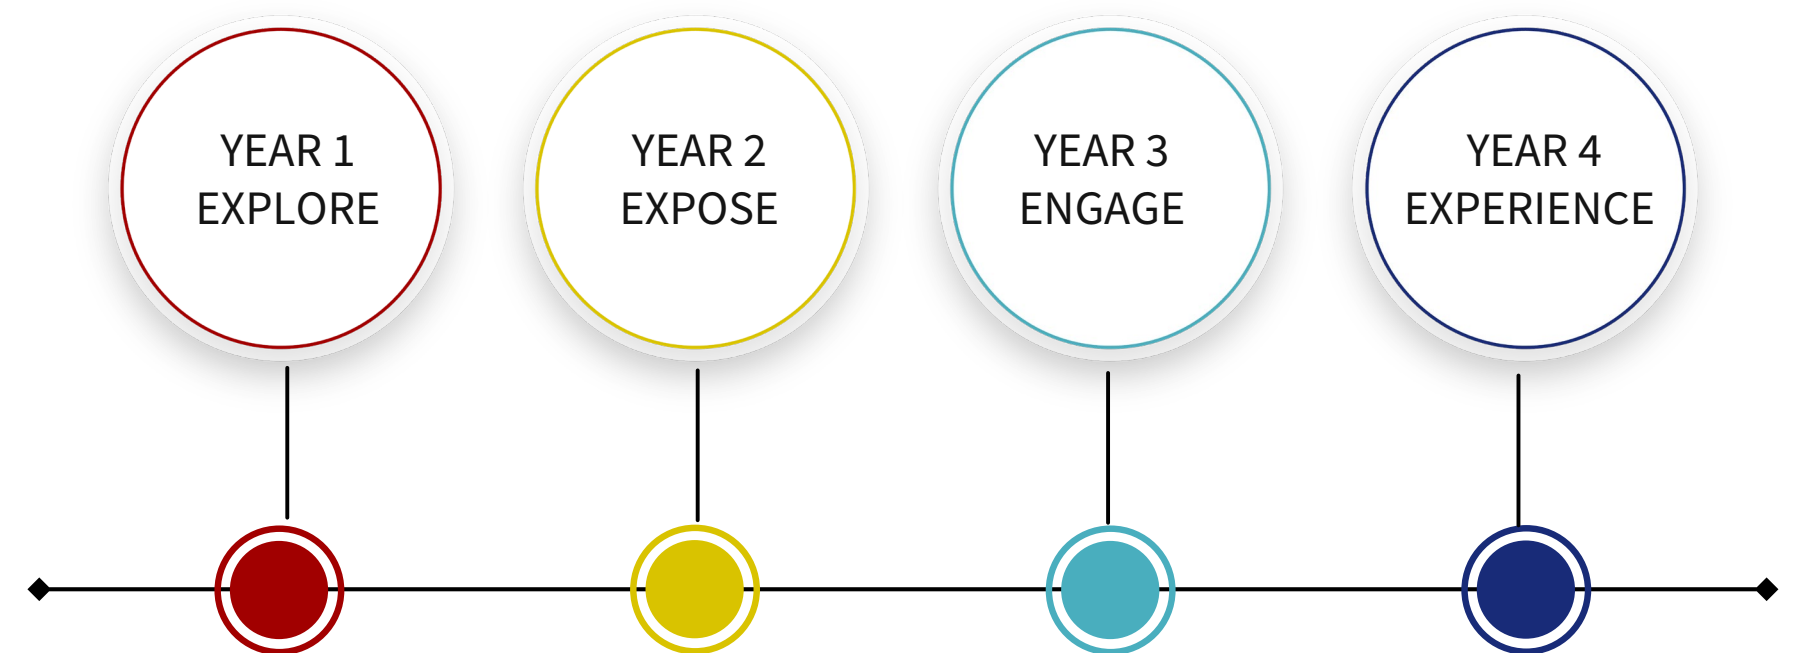 YEAR 1
EXPLORE
YEAR 2
EXPOSE
YEAR 3
ENGAGE
YEAR 4
EXPERIENCE